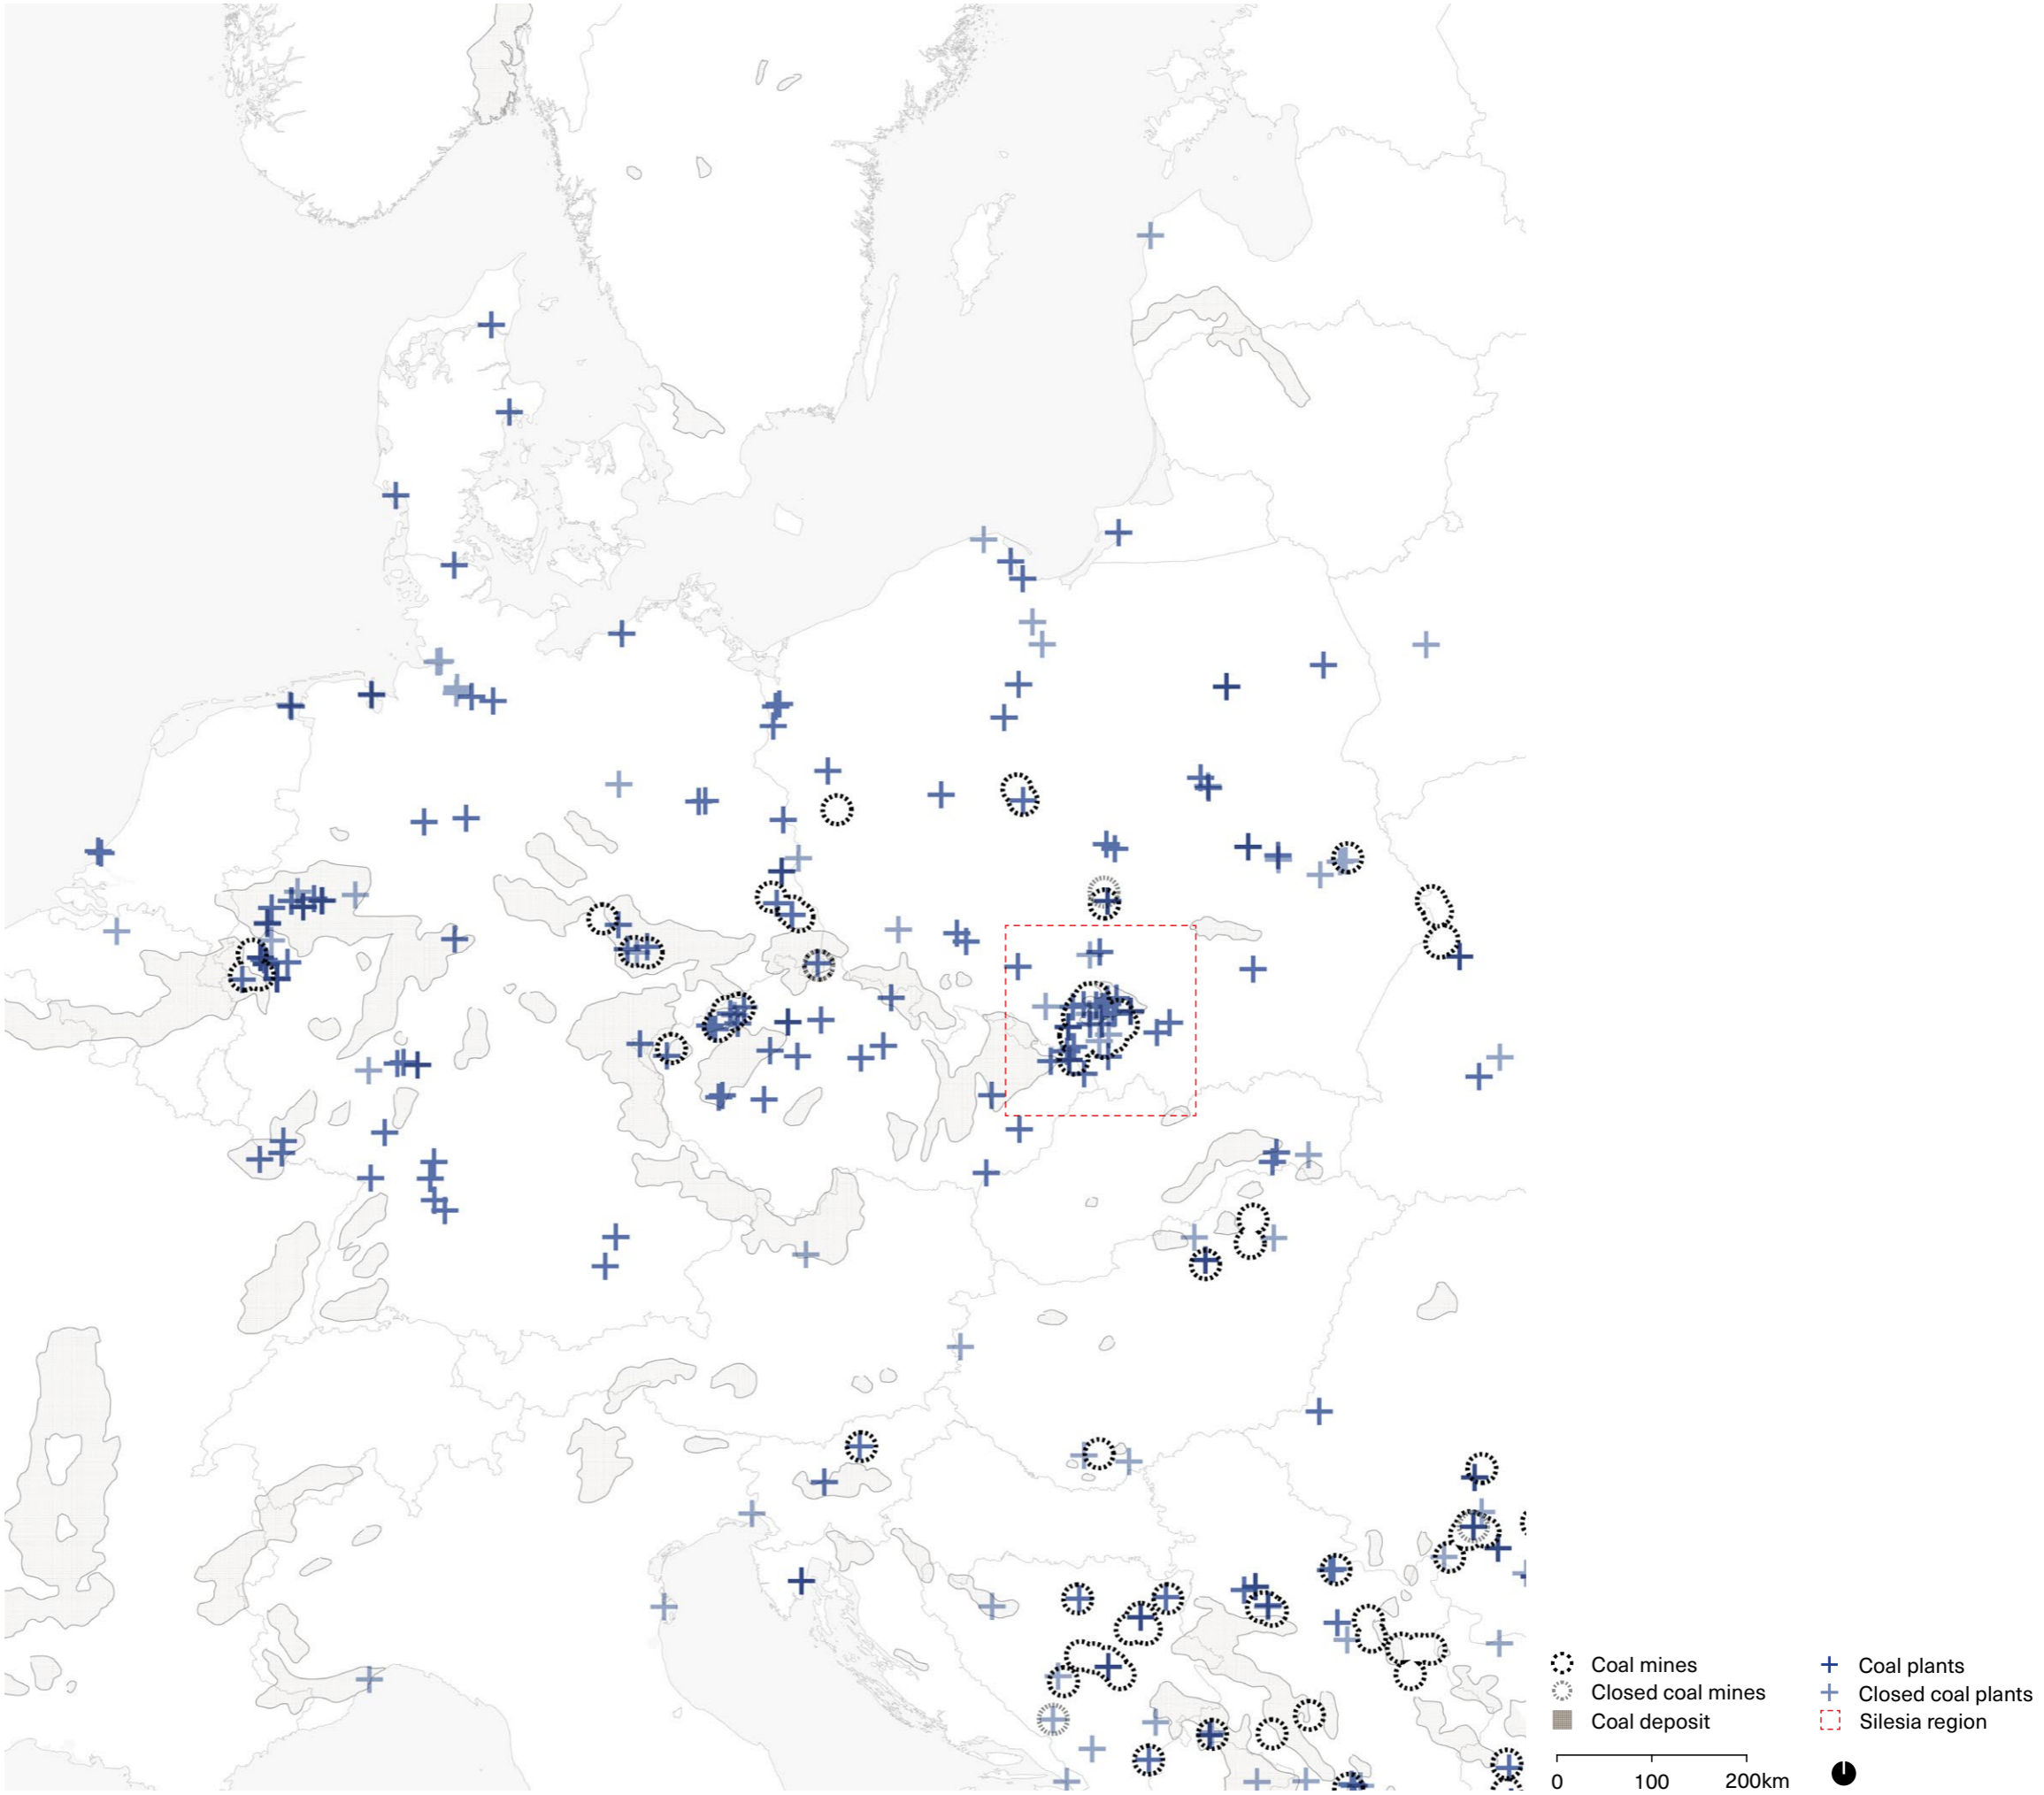 Coal mines
Closed coal mines
Coal deposit
Coal plants
Closed coal plants
Silesia region
0 100 200km